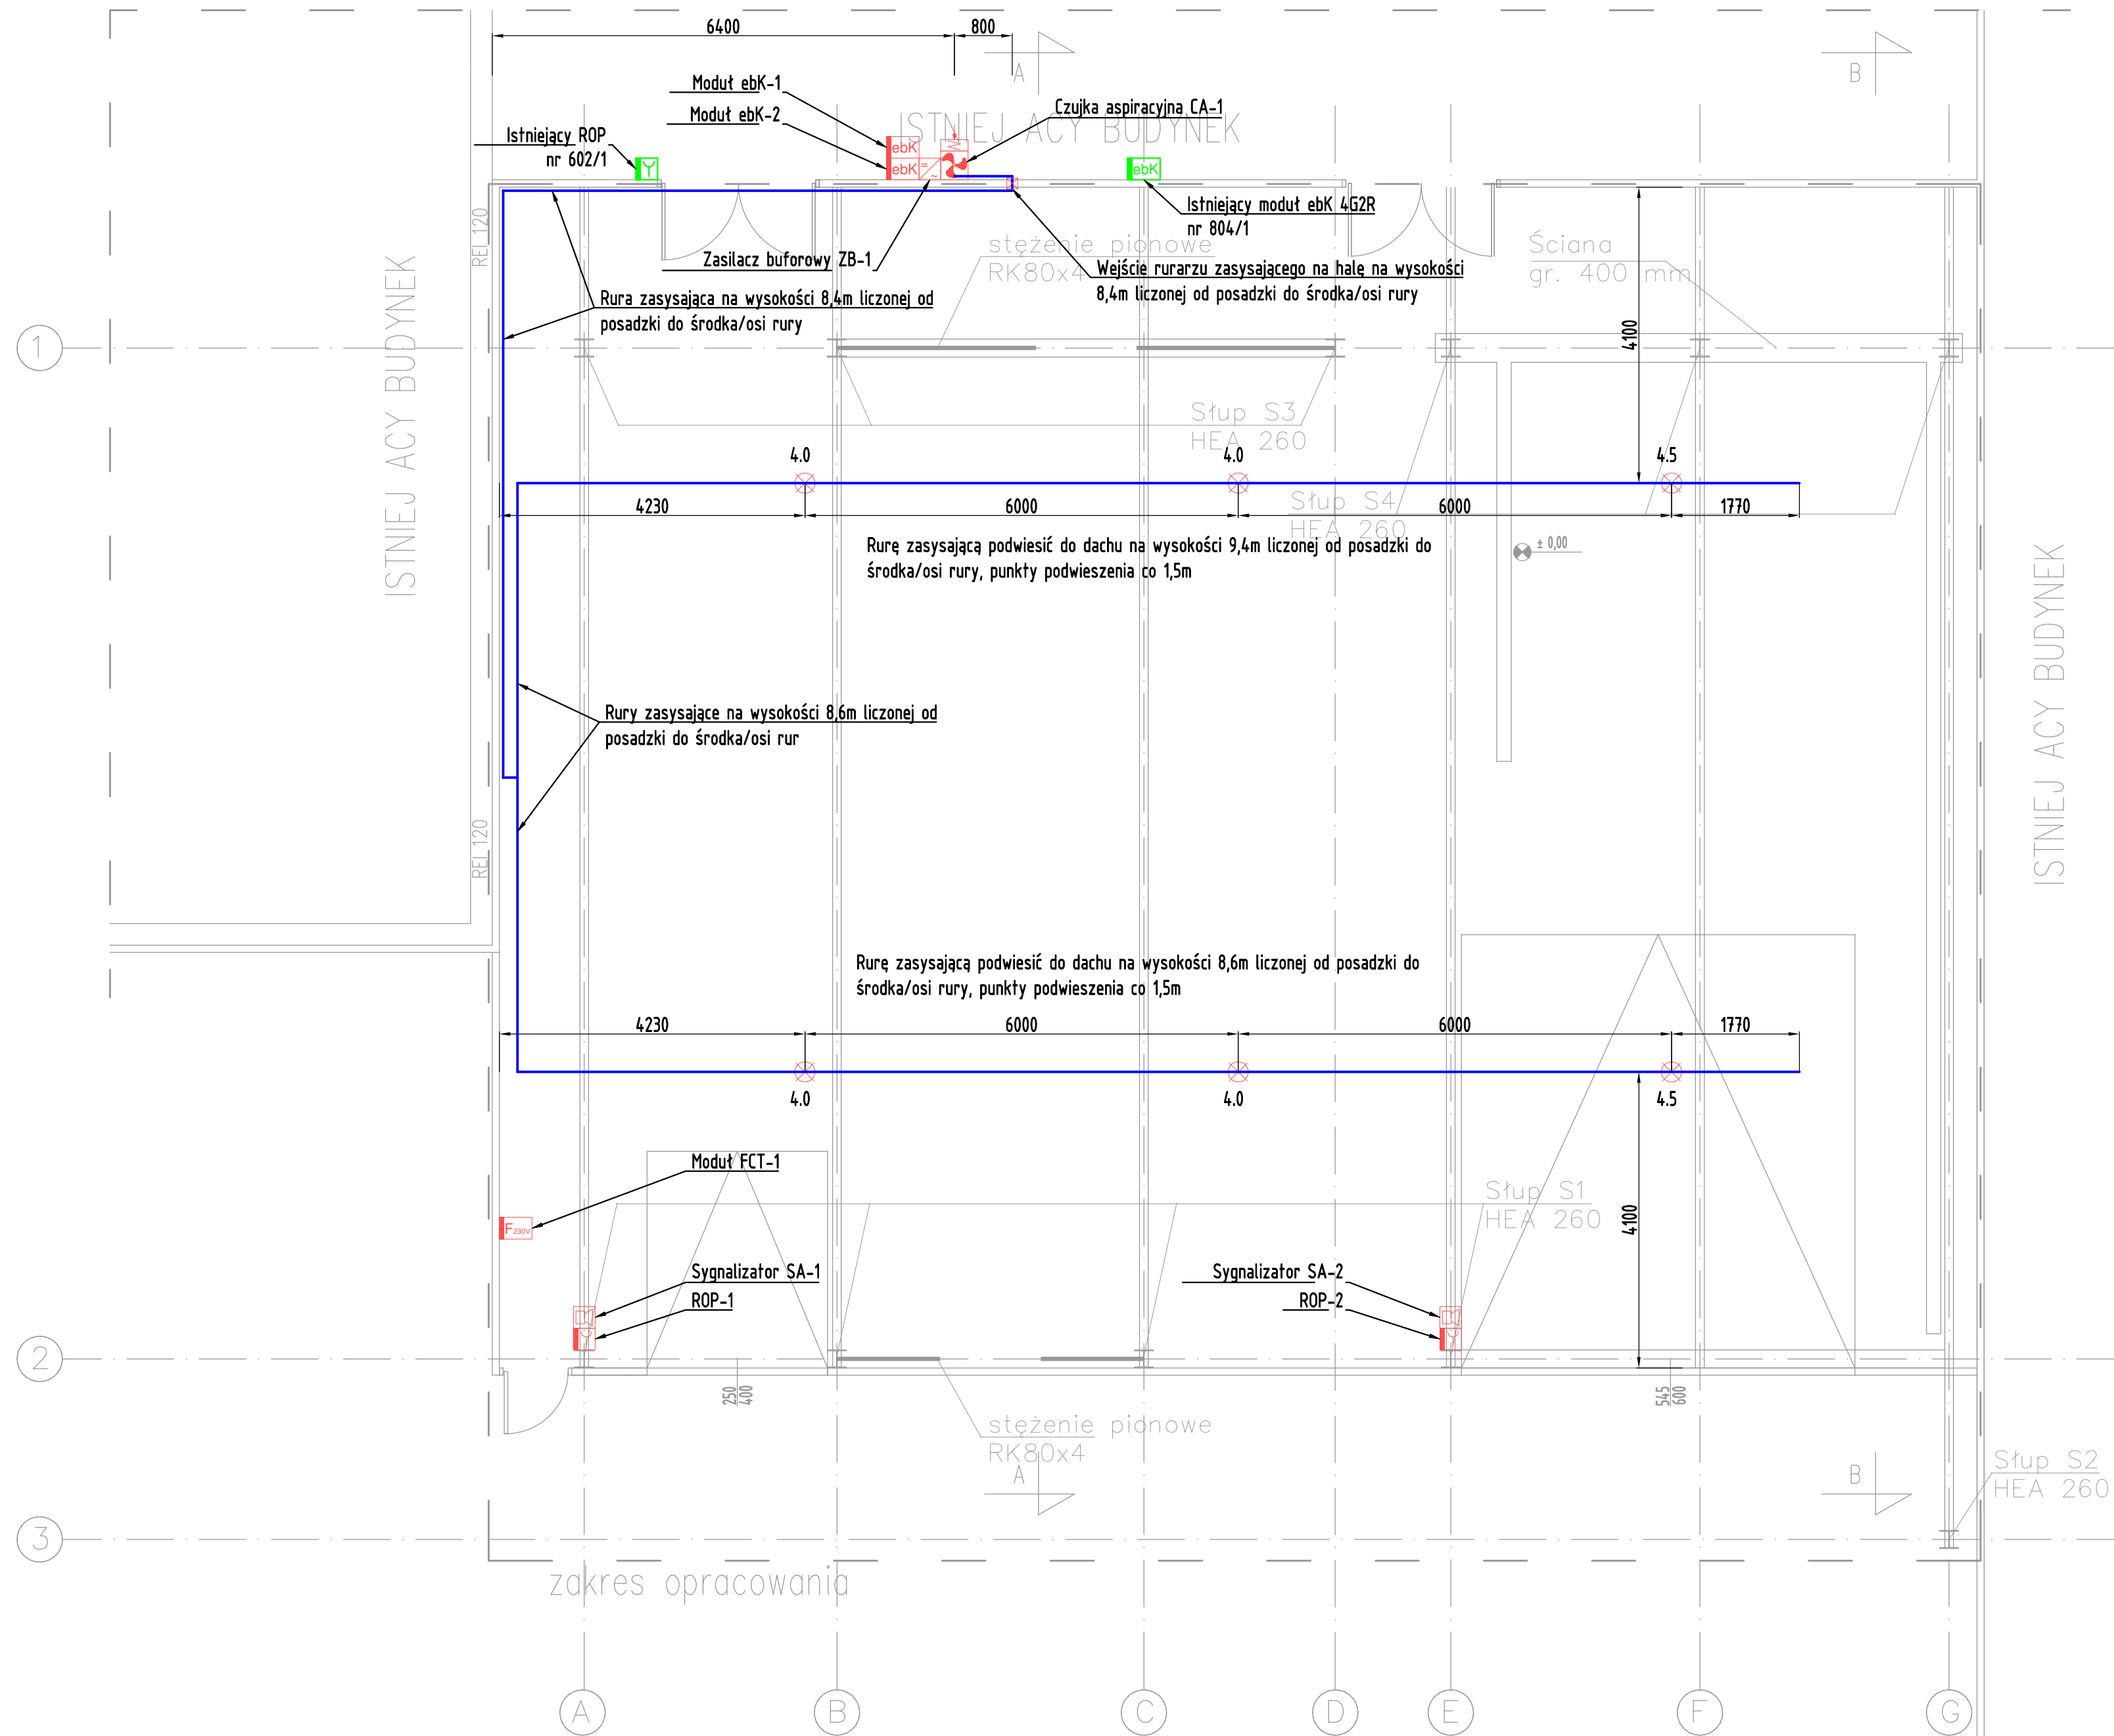 6400
800
A
B
Moduł ebK-1
Moduł ebK-2
Czujka aspiracyjna CA-1
ISTNIEJ ACY BUDYNEK
Istniejący ROP
nr 602/1
ebK
ebK
=
~
ebK
Istniejący moduł ebK 4G2R
nr 804/1
REI 120
stężenie pionowe
RK80x4
Ściana
gr. 400 mm
Zasilacz buforowy ZB-1
Wejście rurarzu zasysającego na halę na wysokości
8,4m liczonej od posadzki do środka/osi rury
Rura zasysająca na wysokości 8,4m liczonej od
posadzki do środka/osi rury
ISTNIEJ ACY BUDYNEK
1
4100
Słup S3
HEA 260
4.0
4.0
4.5
4230
6000
6000
1770
Słup S4
HEA 260
Rurę zasysającą podwiesić do dachu na wysokości 9,4m liczonej od posadzki do
środka/osi rury, punkty podwieszenia co 1,5m
± 0,00
ISTNIEJ ACY BUDYNEK
Rury zasysające na wysokości 8,6m liczonej od
posadzki do środka/osi rur
REI 120
Rurę zasysającą podwiesić do dachu na wysokości 8,6m liczonej od posadzki do
środka/osi rury, punkty podwieszenia co 1,5m
4230
6000
6000
1770
4.0
4.0
4.5
Moduł FCT-1
F230V
Słup S1
HEA 260
4100
Sygnalizator SA-1
ROP-1
Sygnalizator SA-2
ROP-2
2
250
400
545
600
stężenie pionowe
RK80x4
A
B
Słup S2
HEA 260
3
zakres opracowania
A
B
C
D
E
F
G